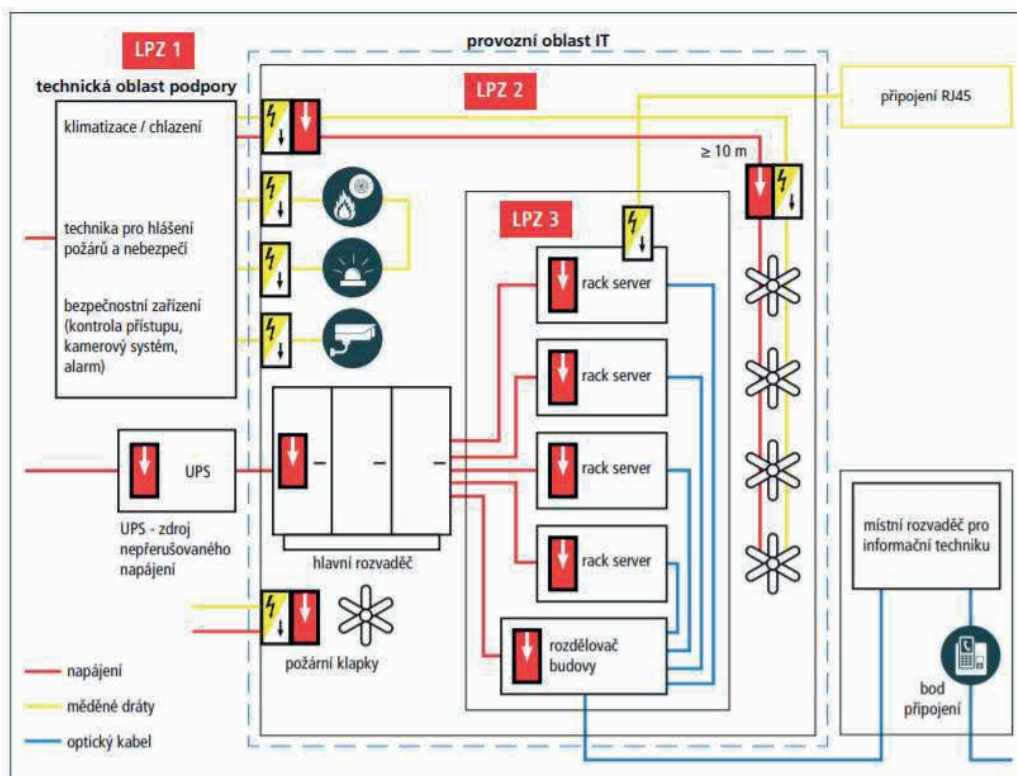 LPZ 1
technická oblast podpory
klimatizace / chlazení
technika pro hlášení
požárů a nebezpečí
bezpečnostní zařízení
(kontrola přístupu,
kamerový systém,
alarm)
UPS
UPS - zdroj
nepřerušovaného
napájení
provozní oblast IT
LPZ 2
≥ 10 m
připojení RJ45
LPZ 3
rack server
rack server
rack server
rack server
rozdělovač
budovy
hlavní rozvaděč
požární klapky
místní rozvaděč pro
informační techniku
bod
připojení
napájení
měděné dráty
optický kabel